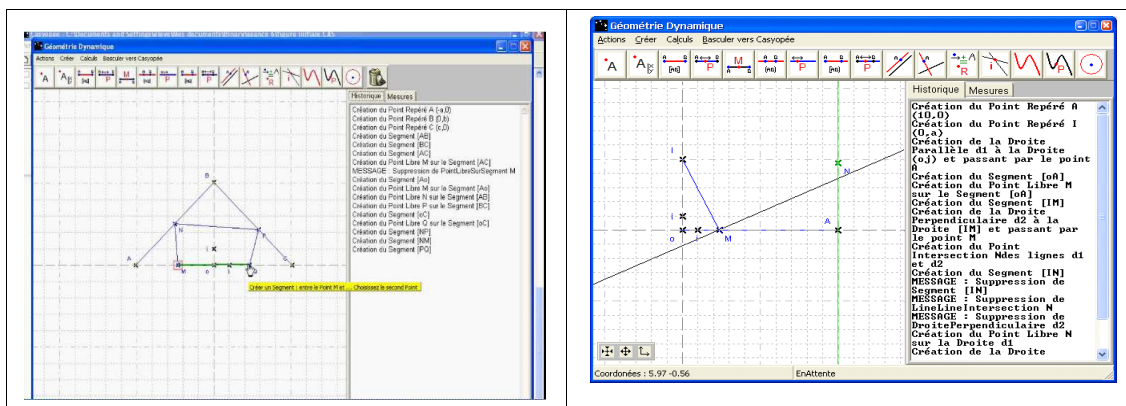 Géométrie Dynamique
Actions Créer Calculs Basculer vers Casyopée
Historique Mesures
Création du Point Repéré A (-a,0)
Création du Point Repéré B (0,b)
Création du Point Repéré C (c,0)
Création du Segment [AB]
Création du Segment [BC]
Création du Segment [AC]
Création du Point Libre M sur le Segment [AC]
MESSAGE : Suppression de PointLibreSurSegment M
Création du Segment [Ao]
Création du Point Libre M sur le Segment [Ao]
Création du Point Libre N sur le Segment [AB]
Création du Point Libre P sur le Segment [BC]
Création du Segment [oC]
Création du Point Libre Q sur le Segment [oC]
Création du Segment [NP]
Création du Segment [NM]
Création du Segment [PQ]
B
N P
I
A M o i C
Créer un Segment : entre le Point M et ... Choisissez le second Point
Géométrie Dynamique
Actions Créer Calculs Basculer vers Casyopée
Historique Mesures
Création du Point Repéré A
(10,0)
Création du Point Repéré I
(0,a)
Création de la Droite
Parallèle d1 à la Droite
(oj) et passant par le point
A
Création du Segment [oA]
Création du Point Libre M
sur le Segment [oA]
Création du Segment [IM]
Création de la Droite
Perpendiculaire d2 à la
Droite [IM] et passant par
le point M
Création du Point
Intersection Ndes lignes d1
et d2
Création du Segment [IN]
MESSAGE : Suppression de
Segment [IN]
MESSAGE : Suppression de
LineLineIntersection N
MESSAGE : Suppression de
DroitePerpendiculaire d2
Création du Point Libre N
sur la Droite d1
Création de la Droite
I
N
A
o i M
Coordonées : 5.97 -0.56 EnAttente